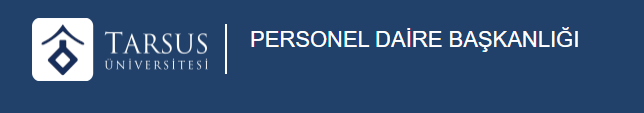 TARSUS
ÜNİVERSİTESİ
PERSONEL DAİRE BAŞKANLIĞI